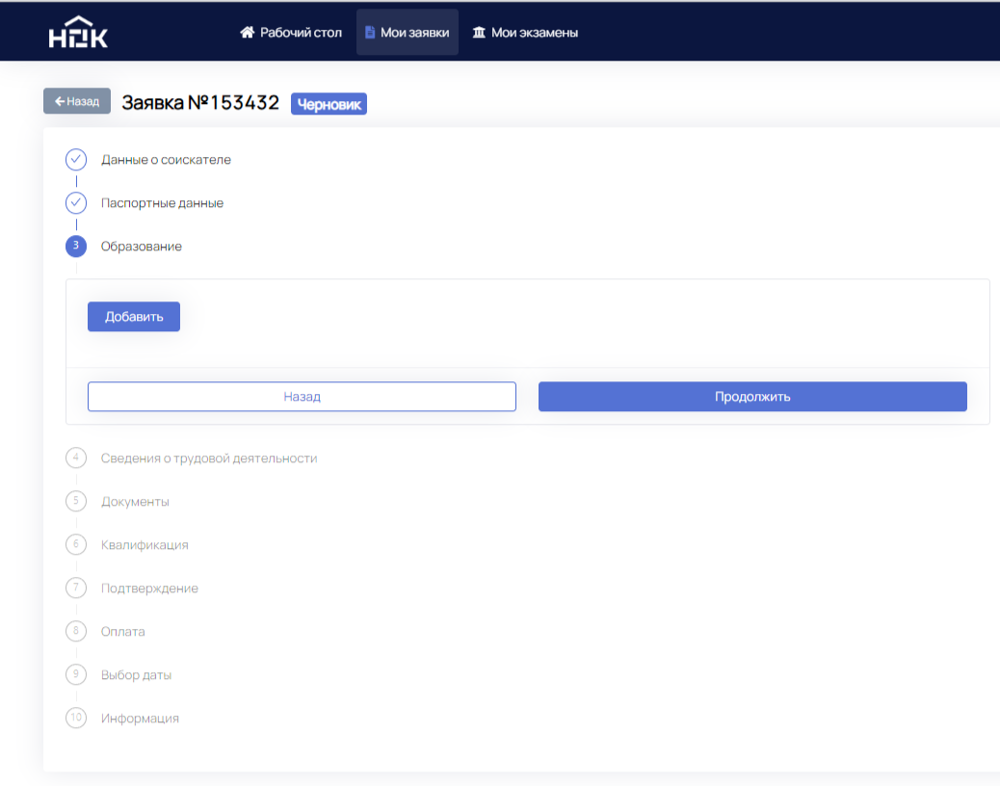 НОК Рабочий стол Мои заявки Мои экзамены
Назад Заявка №153432 Черновик
Данные о соискателе
Паспортные данные
3 Образование
Добавить
Назад Продолжить
4 Сведения о трудовой деятельности
5 Документы
6 Квалификация
7 Подтверждение
8 Оплата
9 Выбор даты
10 Информация